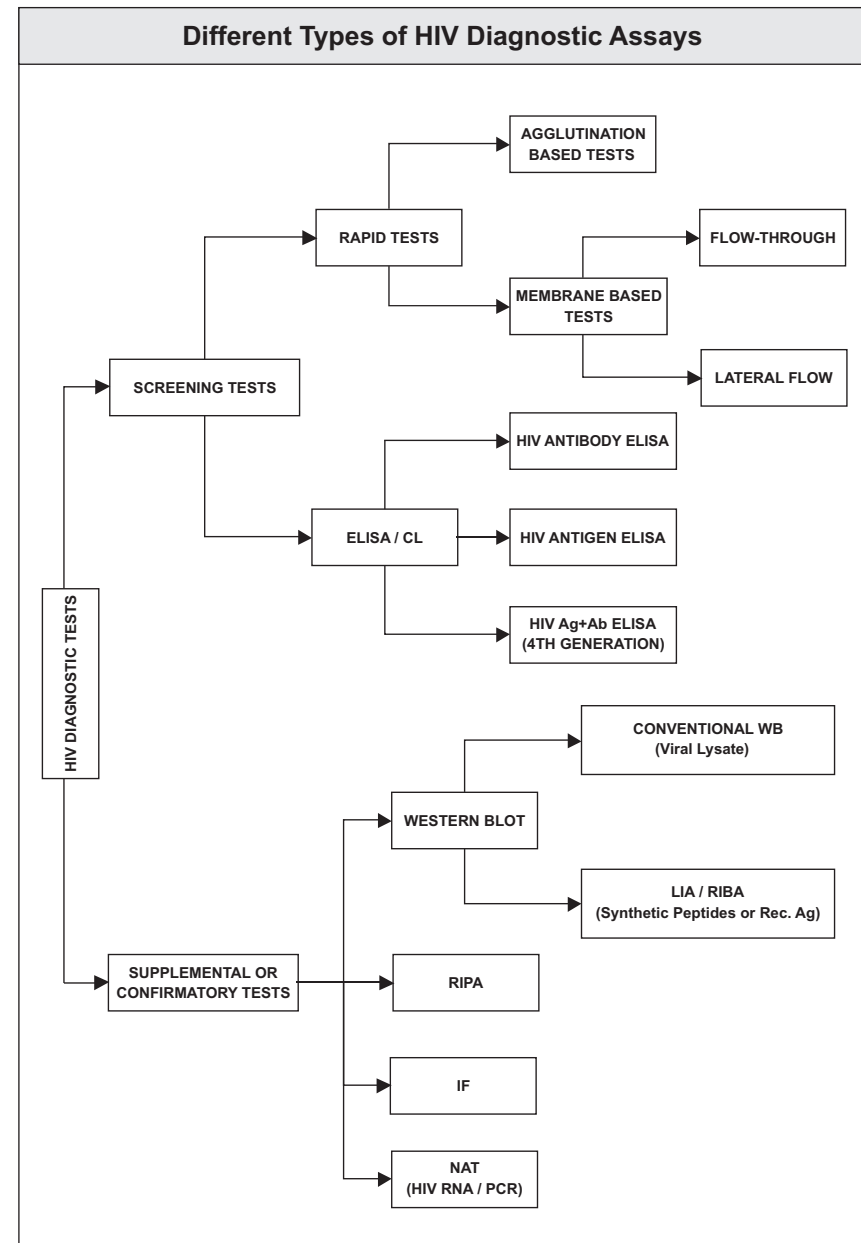 Different Types of HIV Diagnostic Assays
AGGLUTINATION
BASED TESTS
RAPID TESTS
FLOW-THROUGH
MEMBRANE BASED
TESTS
LATERAL FLOW
SCREENING TESTS
HIV ANTIBODY ELISA
ELISA / CL
HIV ANTIGEN ELISA
HIV Ag+Ab ELISA
(4TH GENERATION)
HIV DIAGNOSTIC TESTS
CONVENTIONAL WB
(Viral Lysate)
WESTERN BLOT
LIA / RIBA
(Synthetic Peptides or Rec. Ag)
SUPPLEMENTAL OR
CONFIRMATORY TESTS
RIPA
IF
NAT
(HIV RNA / PCR)